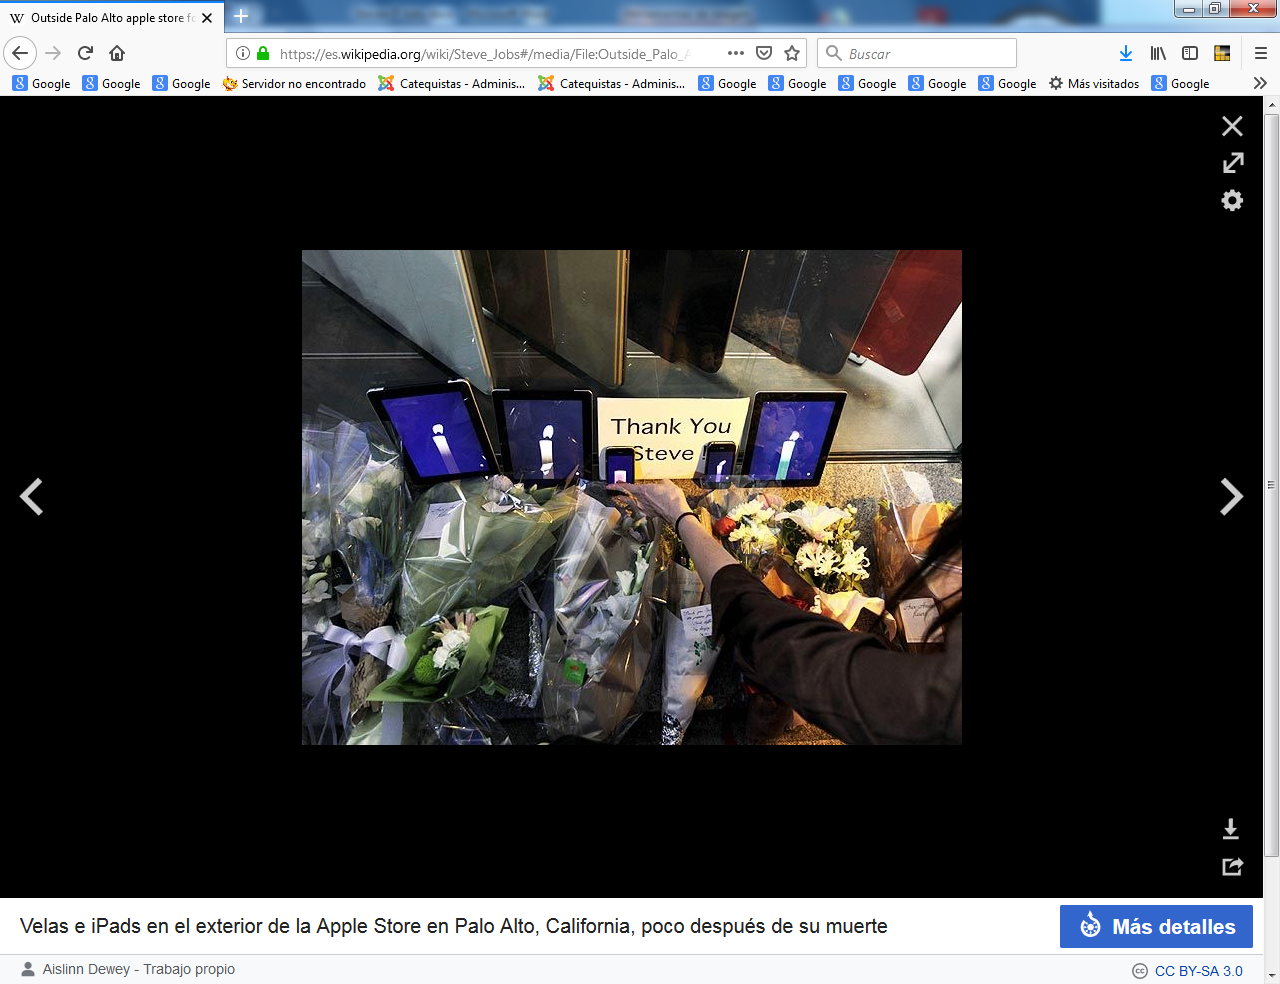 Outside Palo Alto apple store fo
https://es.wikipedia.org/wiki/Steve_Jobs#/media/File:Outside_Palo_A
Buscar
Google
Google
Google
Servidor no encontrado
Catequistas - Adminis...
Catequistas - Adminis...
Google
Google
Google
Google
Google
Más visitados
Google
Thank You
Steve !
Velas e iPads en el exterior de la Apple Store en Palo Alto, California, poco después de su muerte
Más detalles
Aislinn Dewey - Trabajo propio
CC BY-SA 3.0